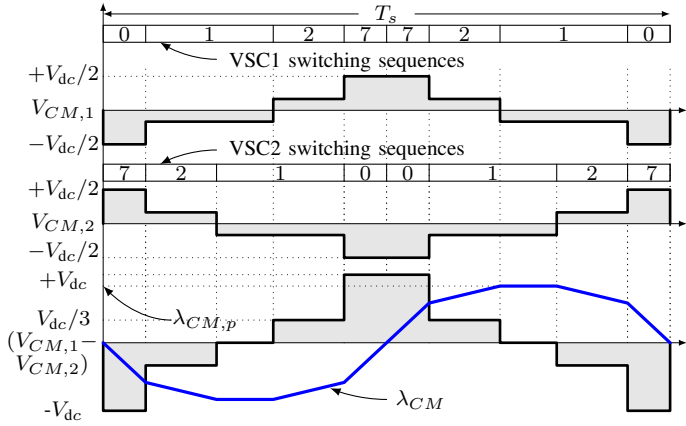 T_s
0 1 2 7 7 2 1 0
VSC1 switching sequences
+V_dc/2
V_CM,1
−V_dc/2
VSC2 switching sequences
7 2 1 0 0 1 2 7
+V_dc/2
V_CM,2
−V_dc/2
+V_dc
λ_CM,p
V_dc/3
(V_CM,1−
V_CM,2)
λ_CM
-V_dc